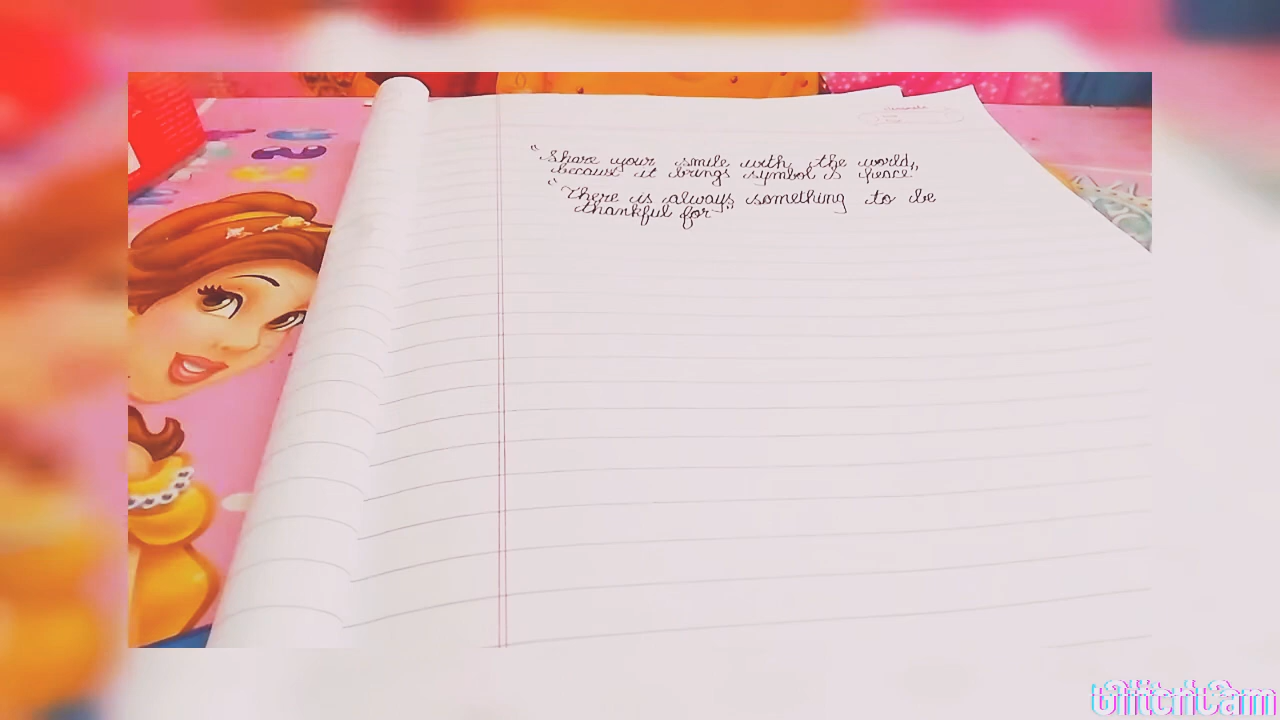 "Share your smile with the world,
because it brings symbol of peace"
"There is always something to be
thankful for"
GlitchCam